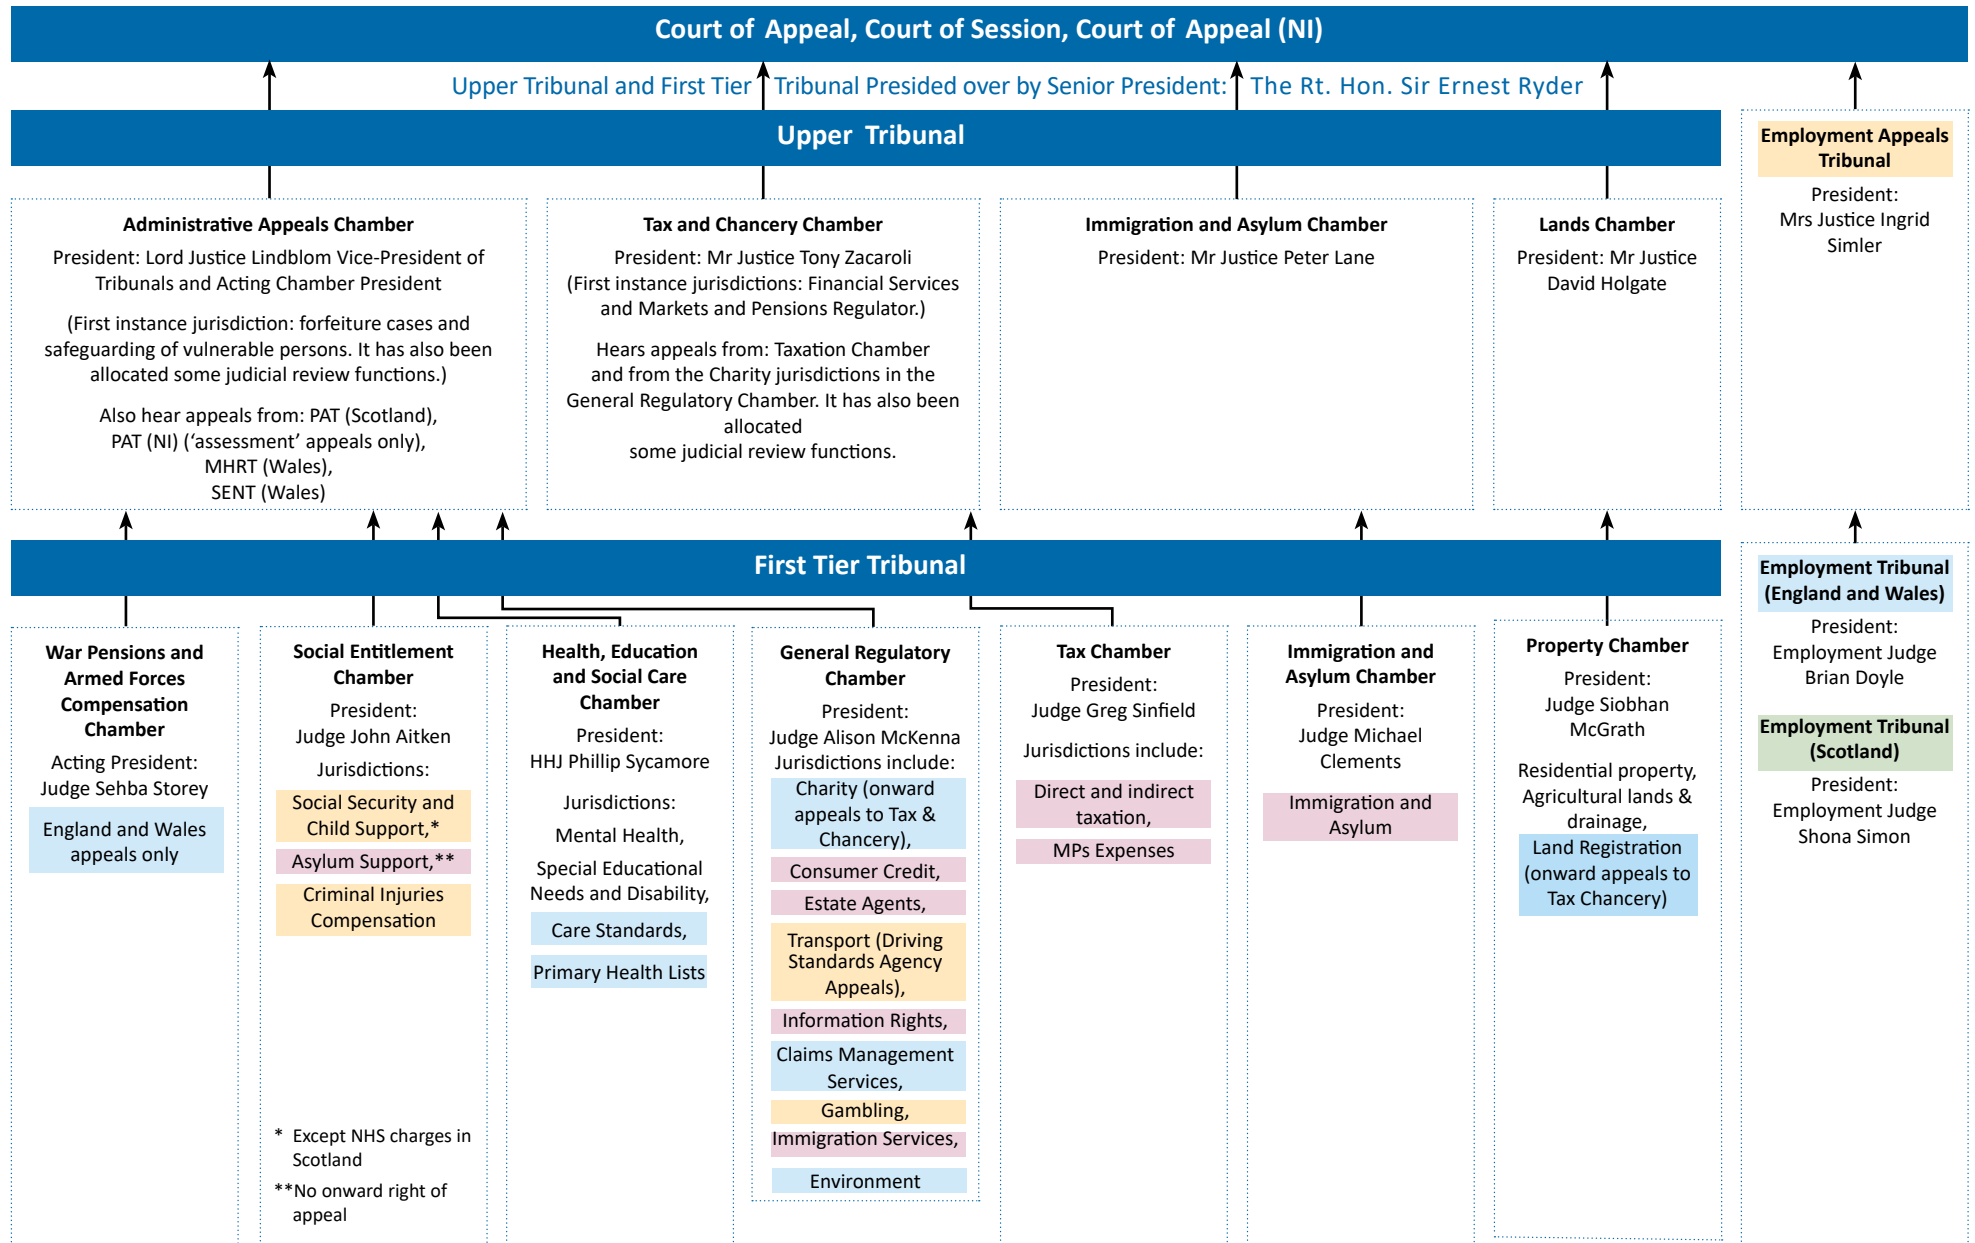 Court of Appeal, Court of Session, Court of Appeal (NI)
Upper Tribunal and First Tier Tribunal Presided over by Senior President: The Rt. Hon. Sir Ernest Ryder
Upper Tribunal
Employment Appeals
Tribunal
President:
Mrs Justice Ingrid
Simler
Administrative Appeals Chamber
President: Lord Justice Lindblom Vice-President of
Tribunals and Acting Chamber President
(First instance jurisdiction: forfeiture cases and
safeguarding of vulnerable persons. It has also been
allocated some judicial review functions.)
Also hear appeals from: PAT (Scotland),
PAT (NI) (‘assessment’ appeals only),
MHRT (Wales),
SENT (Wales)
Tax and Chancery Chamber
President: Mr Justice Tony Zacaroli
(First instance jurisdictions: Financial Services
and Markets and Pensions Regulator.)
Hears appeals from: Taxation Chamber
and from the Charity jurisdictions in the
General Regulatory Chamber. It has also been
allocated
some judicial review functions.
Immigration and Asylum Chamber
President: Mr Justice Peter Lane
Lands Chamber
President: Mr Justice
David Holgate
First Tier Tribunal
Employment Tribunal
(England and Wales)
President:
Employment Judge
Brian Doyle
Employment Tribunal
(Scotland)
President:
Employment Judge
Shona Simon
War Pensions and
Armed Forces
Compensation
Chamber
Acting President:
Judge Sehba Storey
England and Wales
appeals only
Social Entitlement
Chamber
President:
Judge John Aitken
Jurisdictions:
Social Security and
Child Support,*
Asylum Support,**
Criminal Injuries
Compensation
* Except NHS charges in
Scotland
**No onward right of
appeal
Health, Education
and Social Care
Chamber
President:
HHJ Phillip Sycamore
Jurisdictions:
Mental Health,
Special Educational
Needs and Disability,
Care Standards,
Primary Health Lists
General Regulatory
Chamber
President:
Judge Alison McKenna
Jurisdictions include:
Charity (onward
appeals to Tax &
Chancery),
Consumer Credit,
Estate Agents,
Transport (Driving
Standards Agency
Appeals),
Information Rights,
Claims Management
Services,
Gambling,
Immigration Services,
Environment
Tax Chamber
President:
Judge Greg Sinfield
Jurisdictions include:
Direct and indirect
taxation,
MPs Expenses
Immigration and
Asylum Chamber
President:
Judge Michael
Clements
Immigration and
Asylum
Property Chamber
President:
Judge Siobhan
McGrath
Residential property,
Agricultural lands &
drainage,
Land Registration
(onward appeals to
Tax Chancery)